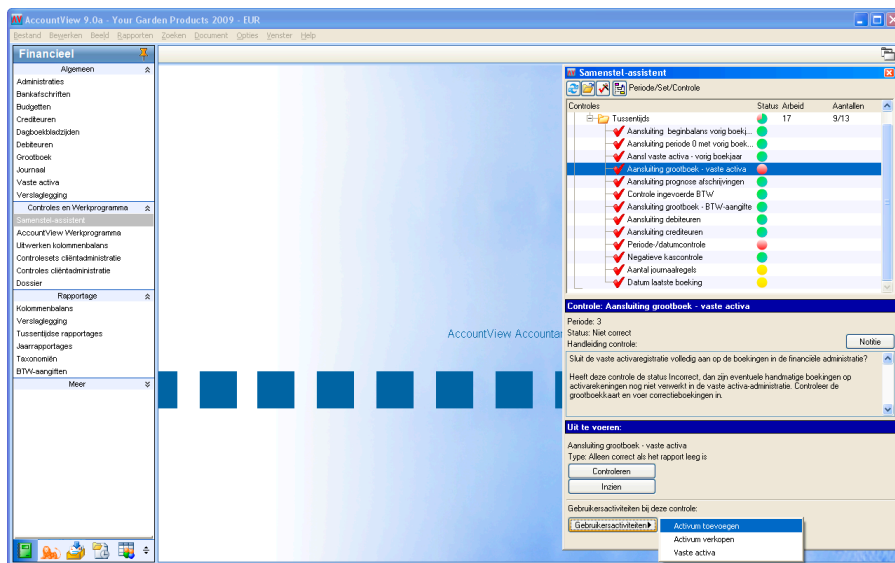 AccountView 9.0a - Your Garden Products 2009 - EUR
Bestand Bewerken Beeld Rapporten Zoeken Document Opties Venster Help
Financieel
Algemeen
Administraties
Bankafschriften
Budgetten
Crediteuren
Dagboekbladzijden
Debiteuren
Grootboek
Journaal
Vaste activa
Verslaglegging
Controles en Werkprogramma
Samenstel-assistent
AccountView Werkprogramma
Uitwerken kolommenbalans
Controlesets cliëntadministratie
Controles cliëntadministratie
Dossier
Rapportage
Kolommenbalans
Verslaglegging
Tussentijdse rapportages
Jaarrapportages
Taxonomiën
BTW-aangiften
Meer
AccountView Accounta
Samenstel-assistent
Periode/Set/Controle
Controles Status Arbeid Aantallen
Tussentijds 17 9/13
Aansluiting beginbalans vorig boekj...
Aansluiting periode 0 met vorig boek...
Aansl vaste activa - vorig boekjaar
Aansluiting grootboek - vaste activa
Aansluiting prognose afschrijvingen
Controle ingevoerde BTW
Aansluiting grootboek - BTW-aangifte
Aansluiting debiteuren
Aansluiting crediteuren
Periode-/datumcontrole
Negatieve kascontrole
Aantal journaalregels
Datum laatste boeking
Controle: Aansluiting grootboek - vaste activa
Periode: 3
Status: Niet correct
Handleiding controle:
Notitie
Sluit de vaste activaregistratie volledig aan op de boekingen in de financiële administratie?
Heeft deze controle de status Incorrect, dan zijn eventuele handmatige boekingen op
activarekeningen nog niet verwerkt in de vaste activa-administratie. Controleer de
grootboekkaart en voer correctieboekingen in.
Uit te voeren:
Aansluiting grootboek - vaste activa
Type: Alleen correct als het rapport leeg is
Controleren
Inzien
Gebruikersactiviteiten bij deze controle:
Gebruikersactiviteiten
Activum toevoegen
Activum verkopen
Vaste activa